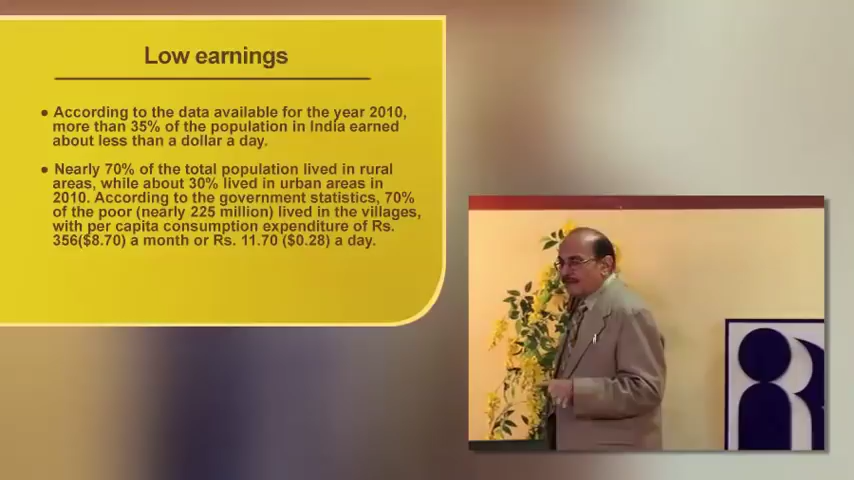 Low earnings
● According to the data available for the year 2010,
more than 35% of the population in India earned
about less than a dollar a day.
● Nearly 70% of the total population lived in rural
areas, while about 30% lived in urban areas in
2010. According to the government statistics, 70%
of the poor (nearly 225 million) lived in the villages,
with per capita consumption expenditure of Rs.
356($8.70) a month or Rs. 11.70 ($0.28) a day.